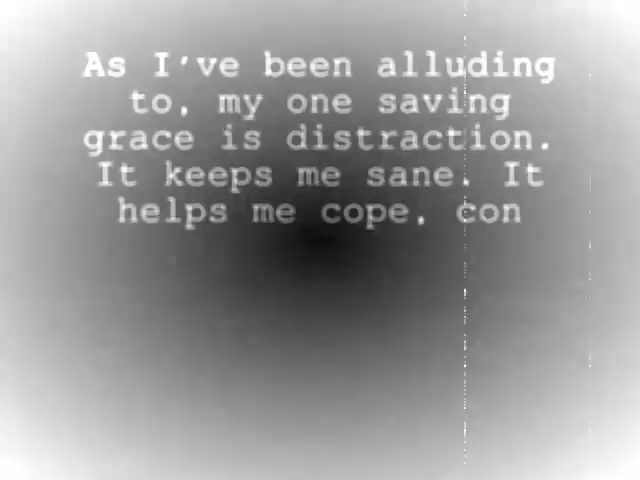 As I've been alluding
to, my one saving
grace is distraction.
It keeps me sane. It
helps me cope, con